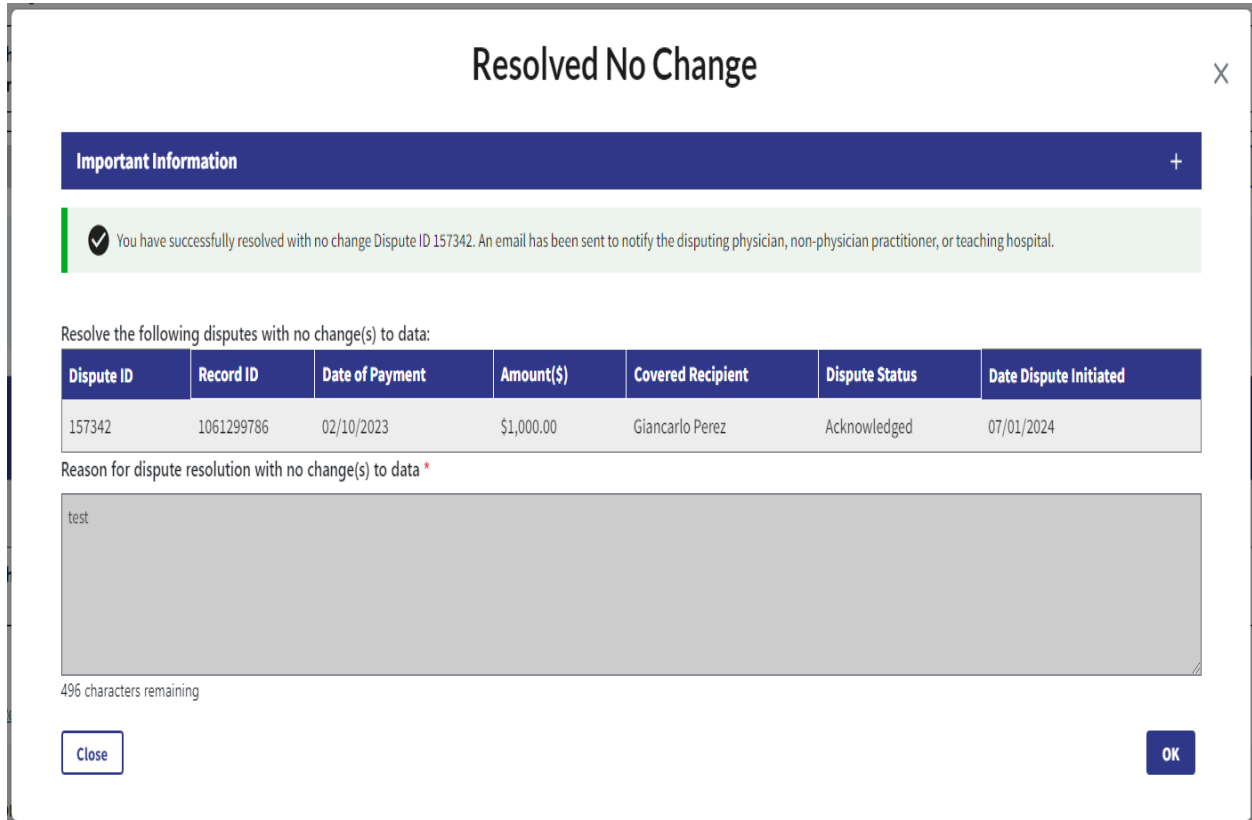 Resolved No Change
X
Important Information
+
You have successfully resolved with no change Dispute ID 157342. An email has been sent to notify the disputing physician, non-physician practitioner, or teaching hospital.
Resolve the following disputes with no change(s) to data:
Dispute ID Record ID Date of Payment Amount($) Covered Recipient Dispute Status Date Dispute Initiated
157342 1061299786 02/10/2023 $1,000.00 Giancarlo Perez Acknowledged 07/01/2024
Reason for dispute resolution with no change(s) to data *
test
496 characters remaining
Close OK